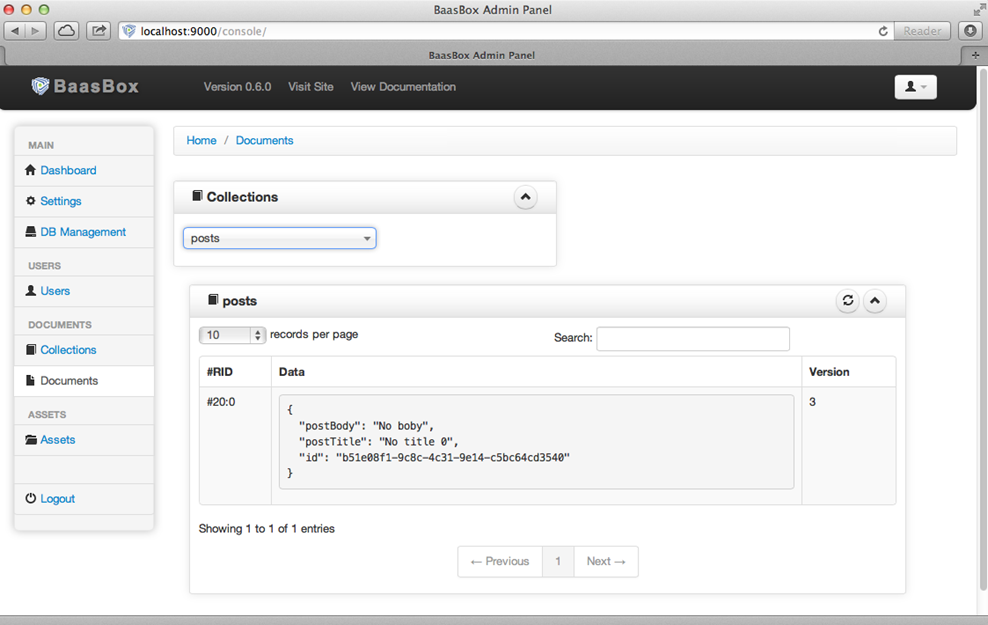 BaasBox Admin Panel
localhost:9000/console/
Reader
BaasBox Admin Panel
BaasBox
Version 0.6.0
Visit Site
View Documentation
MAIN
Dashboard
Settings
DB Management
USERS
Users
DOCUMENTS
Collections
Documents
ASSETS
Assets
Logout
Home / Documents
Collections
posts
posts
10 records per page
Search:
#RID Data Version
#20:0
{
"postBody": "No boby",
"postTitle": "No title 0",
"id": "b51e08f1-9c8c-4c31-9e14-c5bc64cd3540"
}
3
Showing 1 to 1 of 1 entries
← Previous 1 Next →